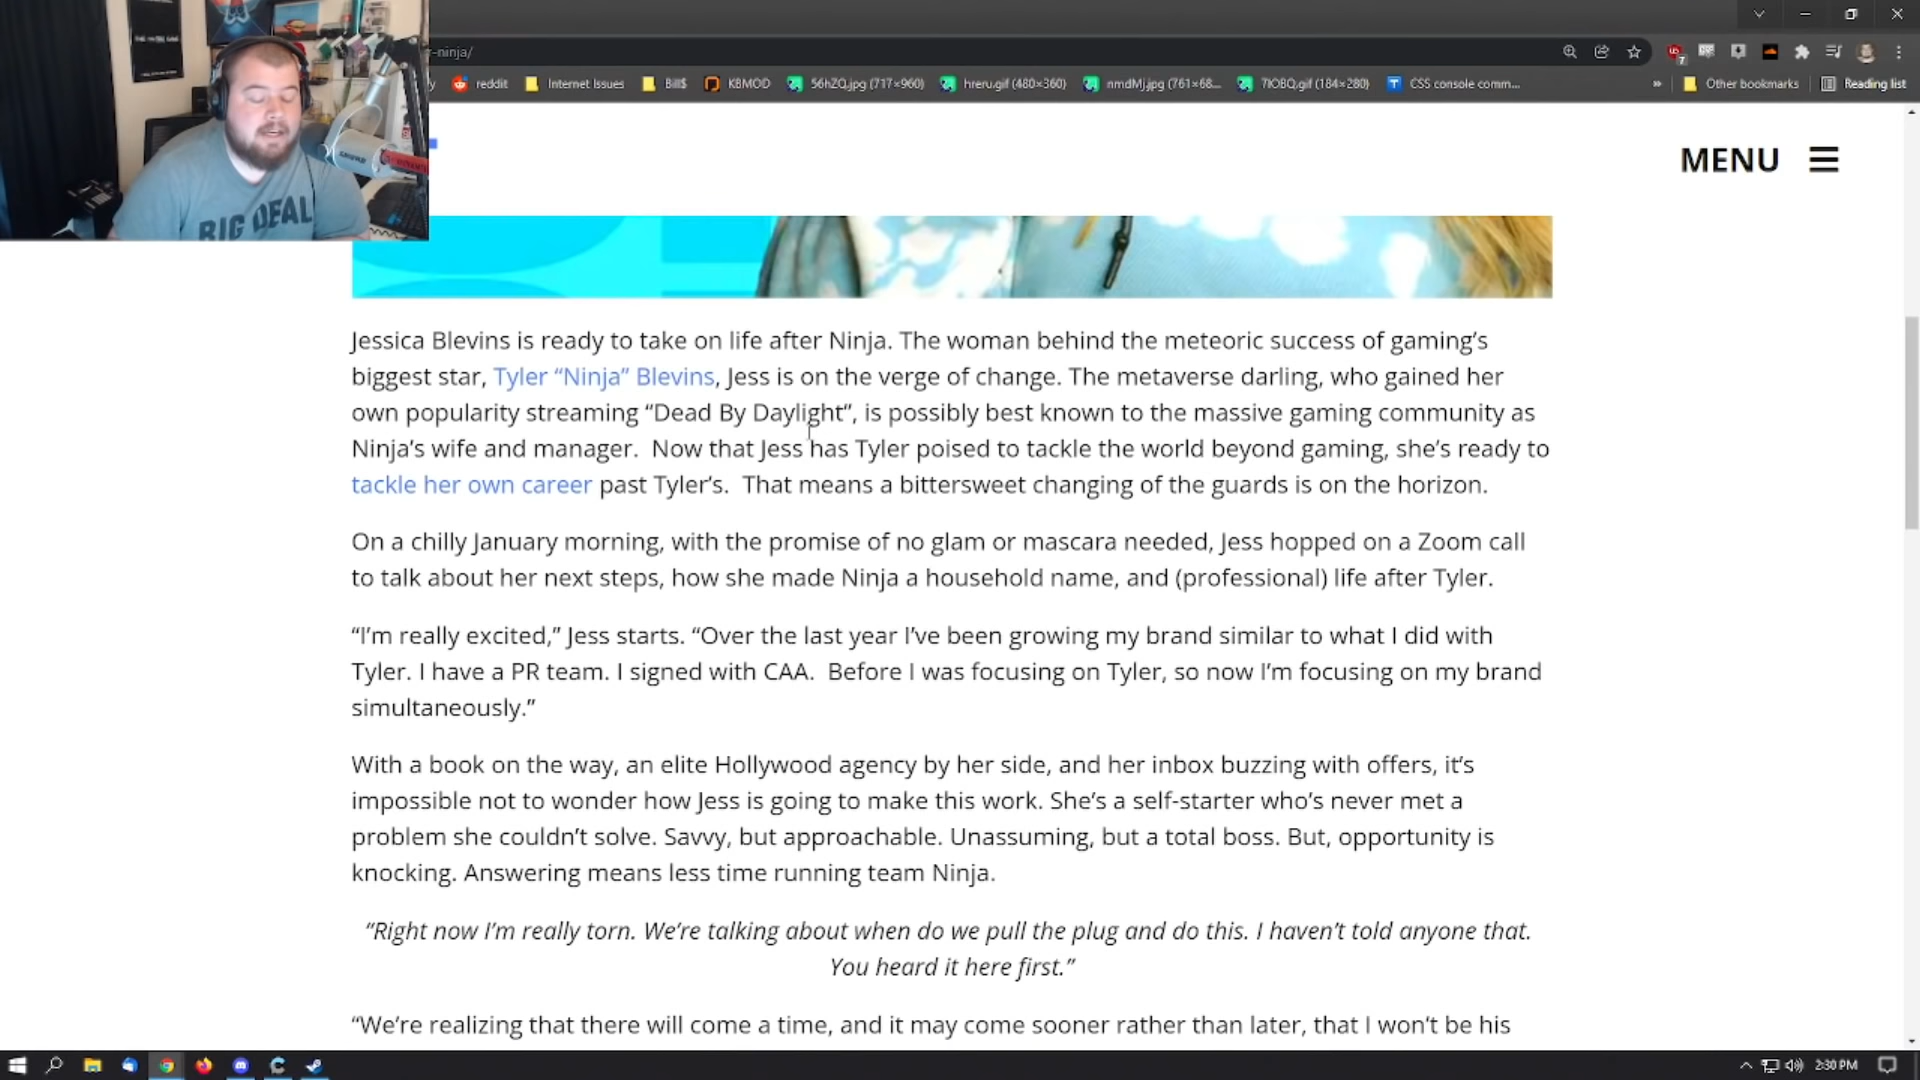 -ninja/
reddit
Internet Issues
Bill$
KBMOD
56hZQ.jpg (717×960)
hreru.gif (480×360)
nmdMj.jpg (761×68...
7lOBQ.gif (184×280)
CSS console comm...
»
Other bookmarks
Reading list
BIG DEAL
MENU
Jessica Blevins is ready to take on life after Ninja. The woman behind the meteoric success of gaming’s
biggest star, Tyler “Ninja” Blevins, Jess is on the verge of change. The metaverse darling, who gained her
own popularity streaming “Dead By Daylight”, is possibly best known to the massive gaming community as
Ninja’s wife and manager.  Now that Jess has Tyler poised to tackle the world beyond gaming, she’s ready to
tackle her own career past Tyler’s.  That means a bittersweet changing of the guards is on the horizon.
On a chilly January morning, with the promise of no glam or mascara needed, Jess hopped on a Zoom call
to talk about her next steps, how she made Ninja a household name, and (professional) life after Tyler.
“I’m really excited,” Jess starts. “Over the last year I’ve been growing my brand similar to what I did with
Tyler. I have a PR team. I signed with CAA.  Before I was focusing on Tyler, so now I’m focusing on my brand
simultaneously.”
With a book on the way, an elite Hollywood agency by her side, and her inbox buzzing with offers, it’s
impossible not to wonder how Jess is going to make this work. She’s a self-starter who’s never met a
problem she couldn’t solve. Savvy, but approachable. Unassuming, but a total boss. But, opportunity is
knocking. Answering means less time running team Ninja.
“Right now I’m really torn. We’re talking about when do we pull the plug and do this. I haven’t told anyone that.
You heard it here first.”
“We’re realizing that there will come a time, and it may come sooner rather than later, that I won’t be his
2:30 PM